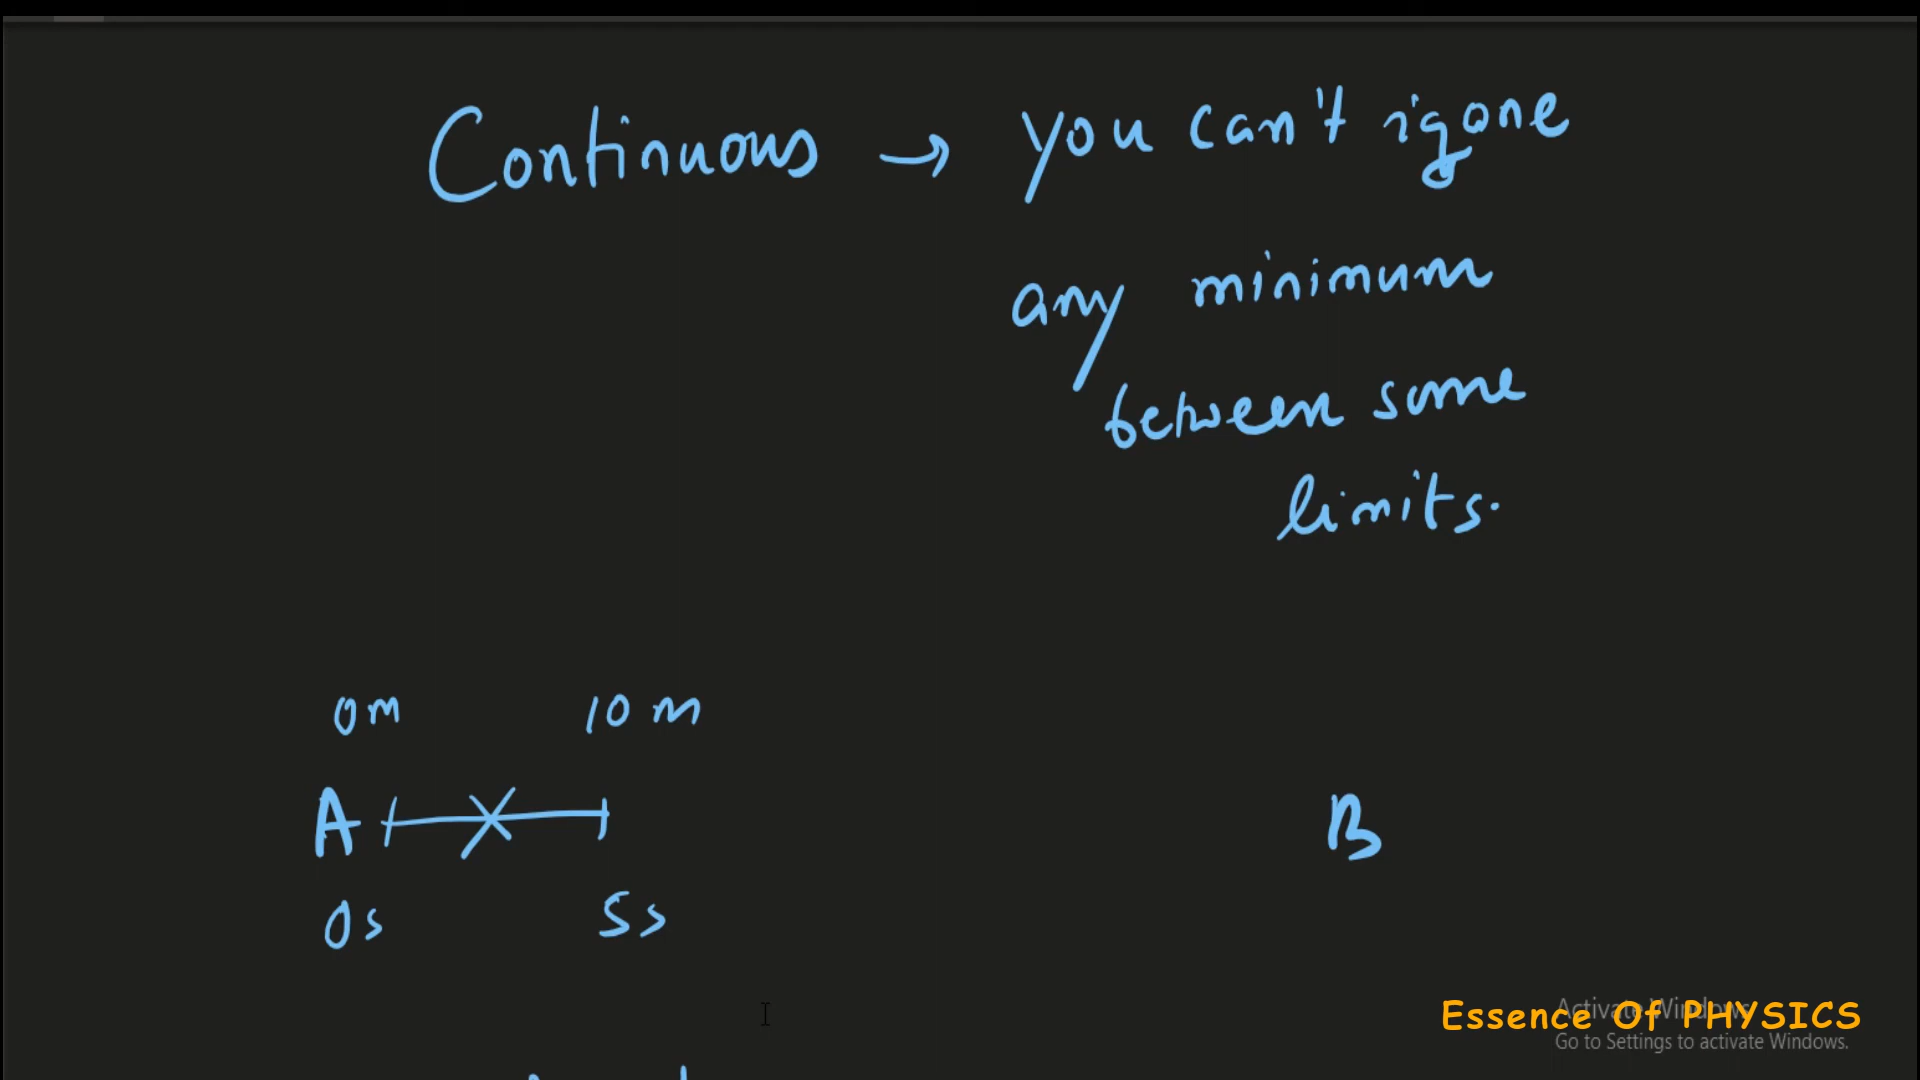 Continuous → you can't igone
any minimum
between some
limits.
0m 10 m
A B
0s 5s
Essence Of PHYSICS
Activate Windows
Go to Settings to activate Windows.